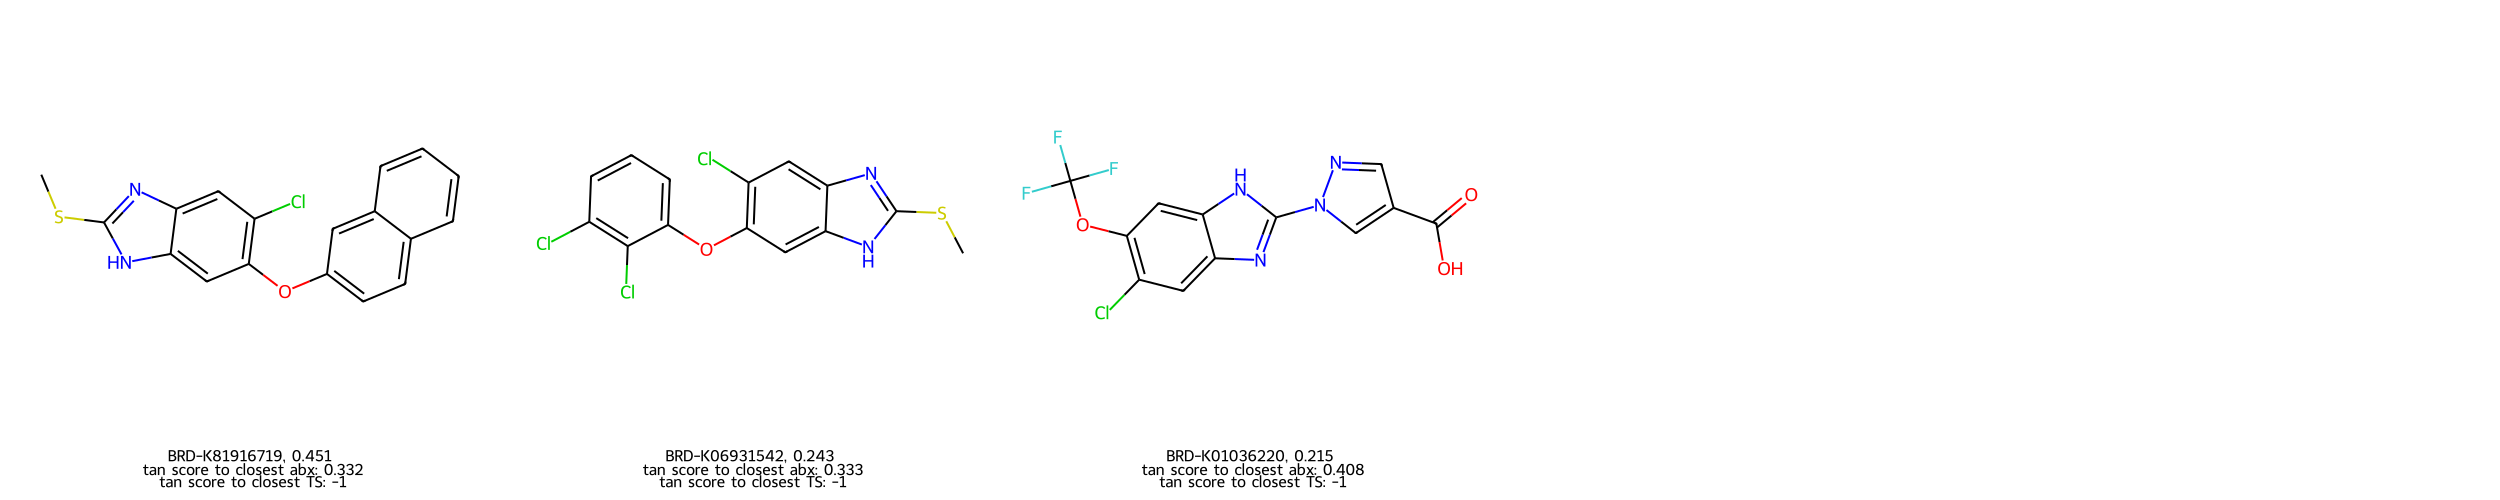 S
N
HN
Cl
O
Cl
Cl
O
Cl
N
N
H
S
F
F
F
O
Cl
H
N
N
N
N
O
OH
BRD-K81916719, 0.451
tan score to closest abx: 0.332
tan score to closest TS: -1
BRD-K06931542, 0.243
tan score to closest abx: 0.333
tan score to closest TS: -1
BRD-K01036220, 0.215
tan score to closest abx: 0.408
tan score to closest TS: -1